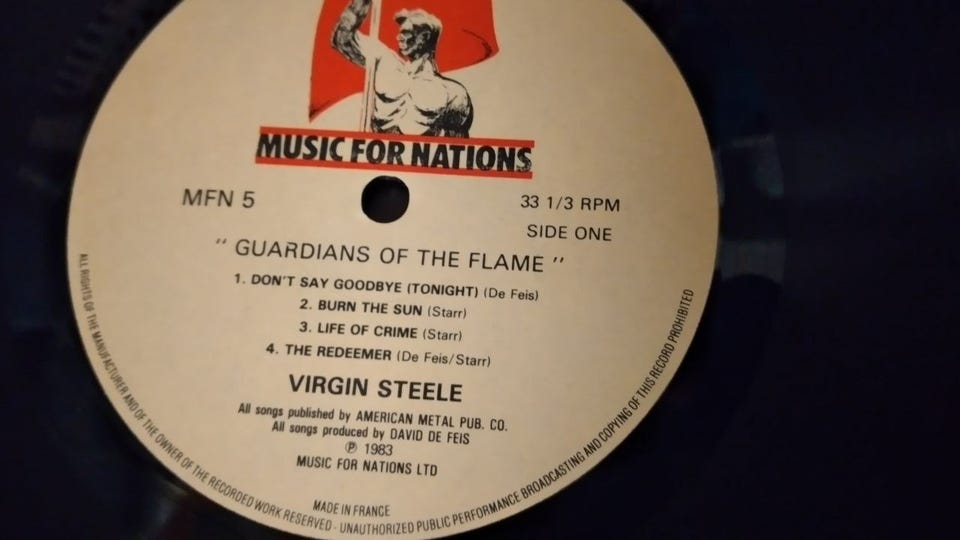 MUSIC FOR NATIONS
MFN 5
33 1/3 RPM
SIDE ONE
" GUARDIANS OF THE FLAME "
1. DON'T SAY GOODBYE (TONIGHT) (De Feis)
2. BURN THE SUN (Starr)
3. LIFE OF CRIME (Starr)
4. THE REDEEMER (De Feis/Starr)
VIRGIN STEELE
All songs published by AMERICAN METAL PUB. CO.
All songs produced by DAVID DE FEIS
℗ 1983
MUSIC FOR NATIONS LTD
MADE IN FRANCE
ALL RIGHTS OF THE MANUFACTURER AND OF THE OWNER OF THE RECORDED WORK RESERVED - UNAUTHORIZED PUBLIC PERFORMANCE BROADCASTING AND COPYING OF THIS RECORD PROHIBITED